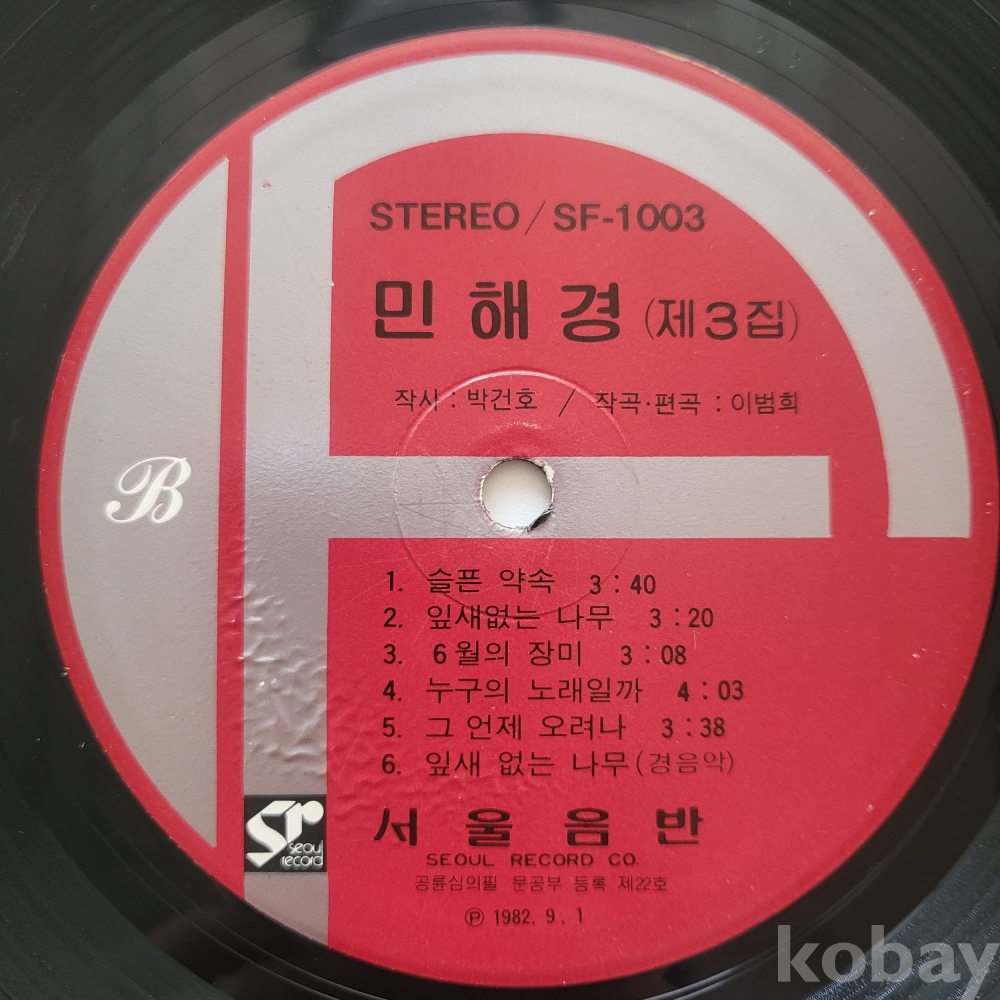 STEREO / SF-1003
민해경 (제3집)
작사 : 박건호 / 작곡·편곡 : 이범희
B
1. 슬픈 약속 3 : 40
2. 잎새없는 나무 3 : 20
3. 6월의 장미 3 : 08
4. 누구의 노래일까 4 : 03
5. 그 언제 오려나 3 : 38
6. 잎새 없는 나무 (경음악)
sr
seoul
record
서울음반
SEOUL RECORD CO.
공륜심의필 문공부 등록 제22호
Ⓟ 1982. 9. 1
kobay